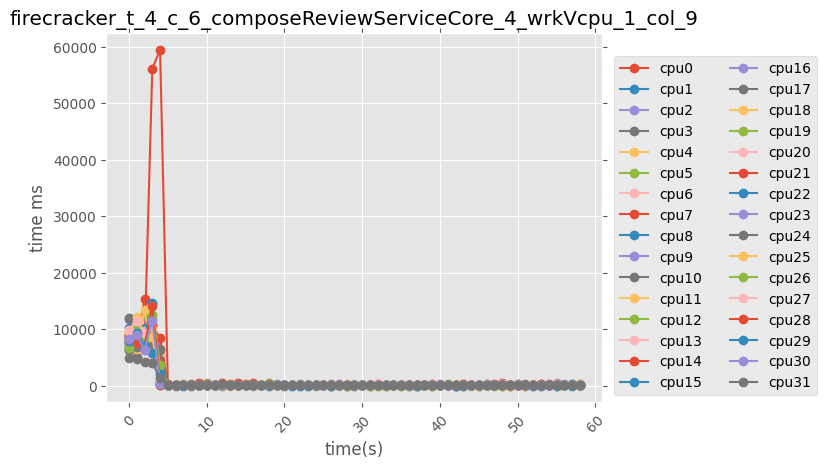 firecracker_t_4_c_6_composeReviewServiceCore_4_wrkVcpu_1_col_9
60000
50000
40000
30000
20000
10000
0
time ms
0 10 20 30 40 50 60
time(s)
cpu0 cpu16
cpu1 cpu17
cpu2 cpu18
cpu3 cpu19
cpu4 cpu20
cpu5 cpu21
cpu6 cpu22
cpu7 cpu23
cpu8 cpu24
cpu9 cpu25
cpu10 cpu26
cpu11 cpu27
cpu12 cpu28
cpu13 cpu29
cpu14 cpu30
cpu15 cpu31